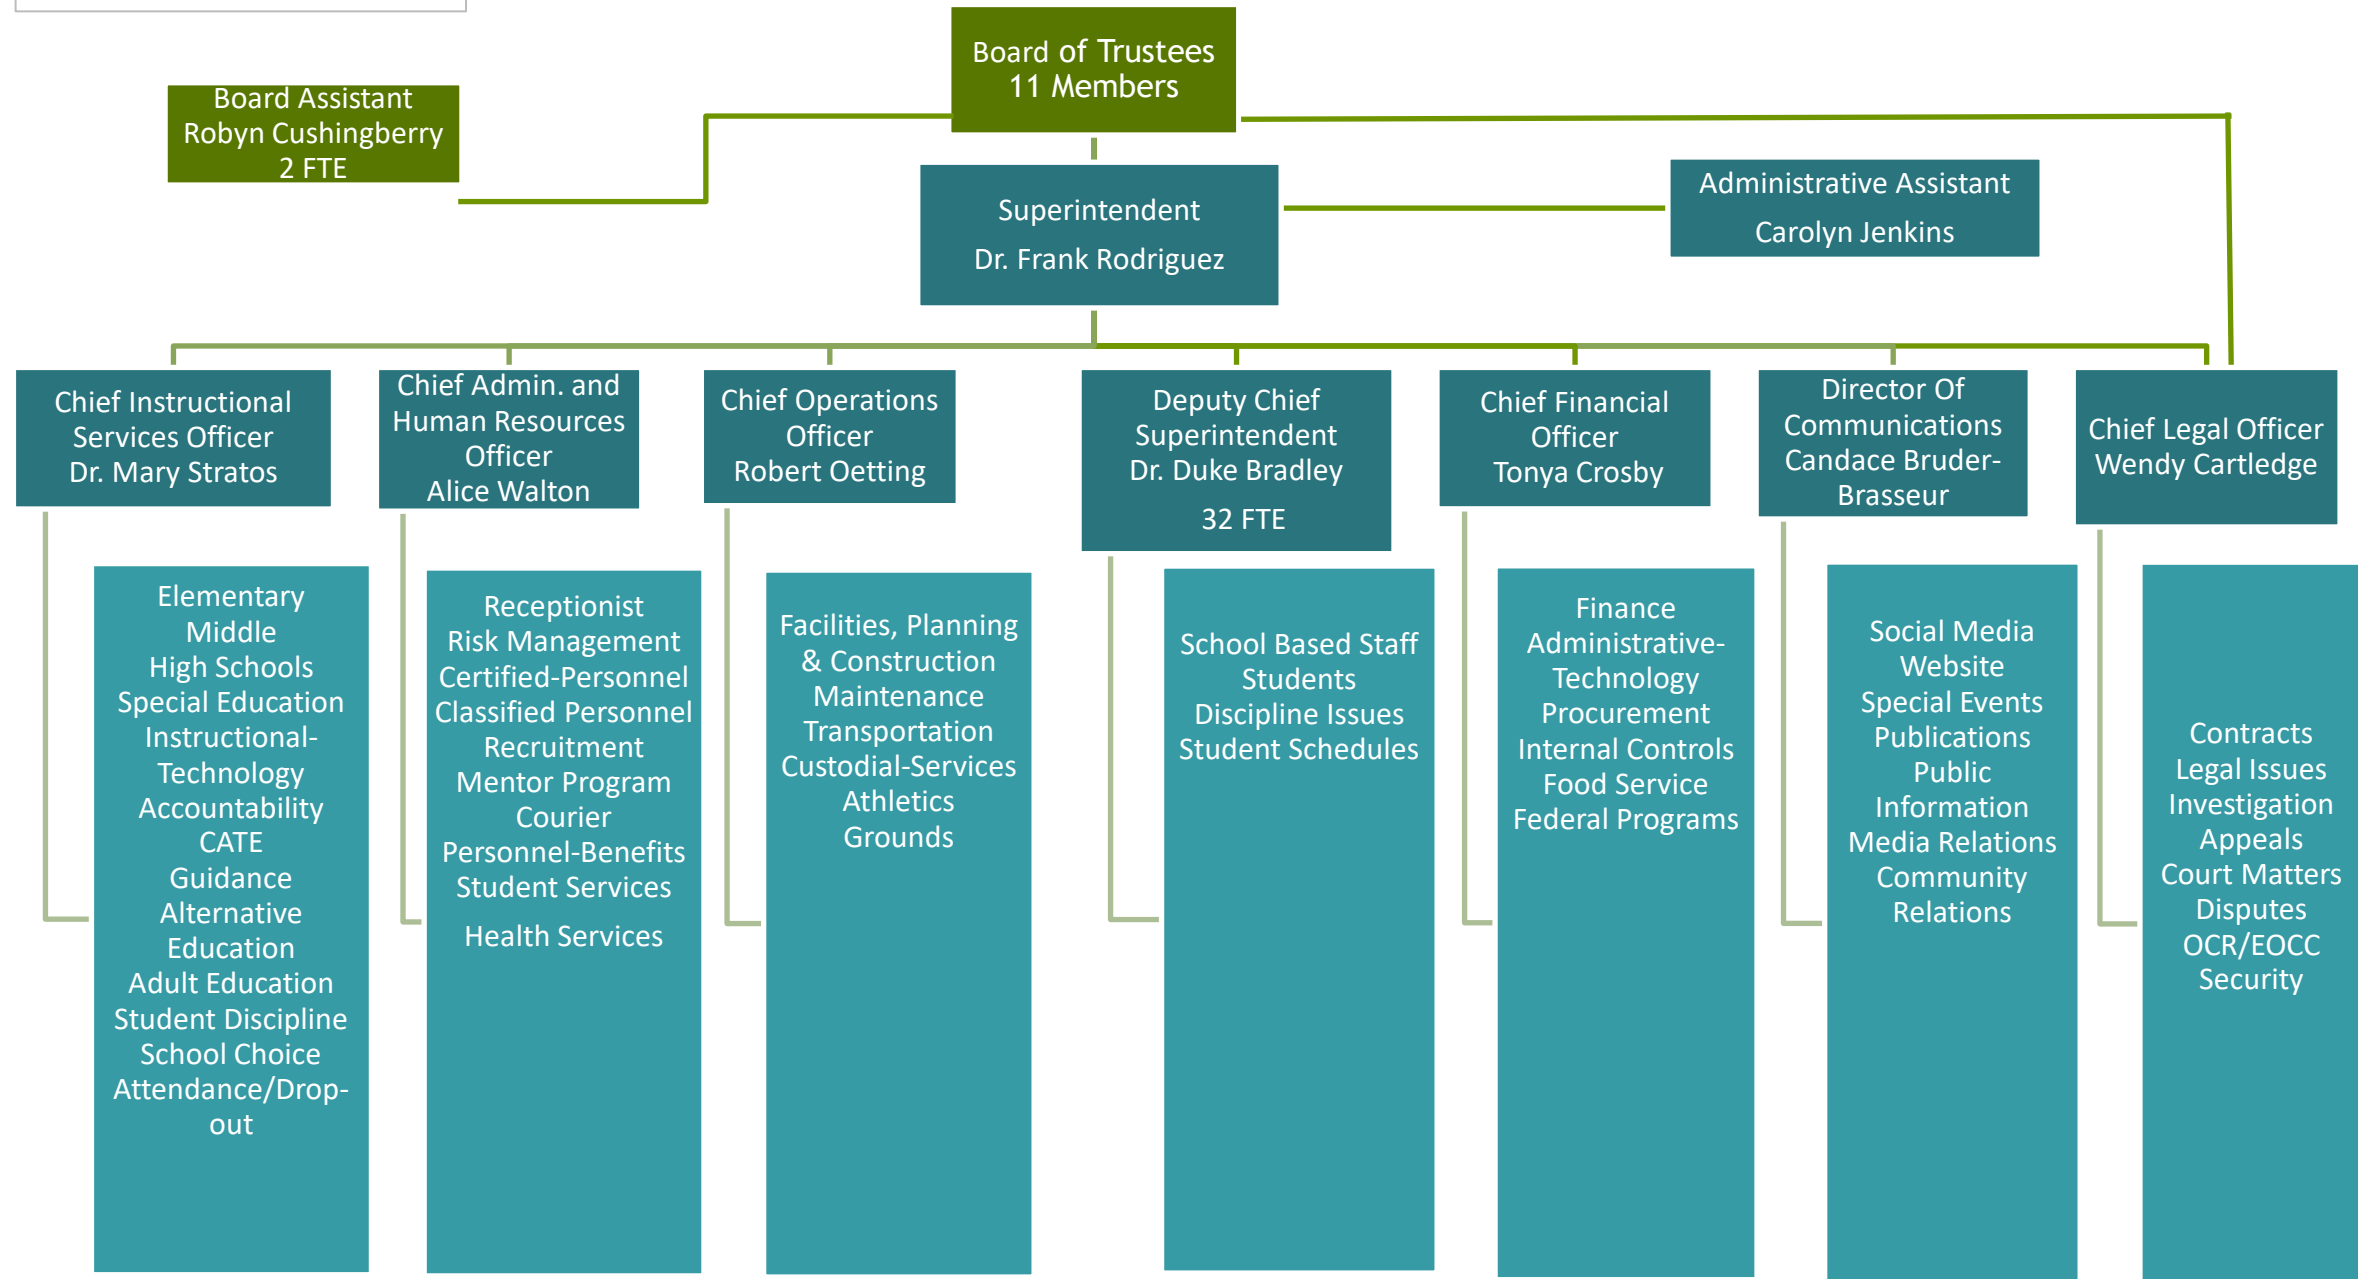 Board of Trustees
11 Members
Board Assistant
Robyn Cushingberry
2 FTE
Superintendent
Dr. Frank Rodriguez
Administrative Assistant
Carolyn Jenkins
Chief Instructional
Services Officer
Dr. Mary Stratos
Chief Admin. and
Human Resources
Officer
Alice Walton
Chief Operations
Officer
Robert Oetting
Deputy Chief
Superintendent
Dr. Duke Bradley
32 FTE
Chief Financial
Officer
Tonya Crosby
Director Of
Communications
Candace Bruder-
Brasseur
Chief Legal Officer
Wendy Cartledge
Elementary
Middle
High Schools
Special Education
Instructional-
Technology
Accountability
CATE
Guidance
Alternative
Education
Adult Education
Student Discipline
School Choice
Attendance/Drop-
out
Receptionist
Risk Management
Certified-Personnel
Classified Personnel
Recruitment
Mentor Program
Courier
Personnel-Benefits
Student Services
Health Services
Facilities, Planning
& Construction
Maintenance
Transportation
Custodial-Services
Athletics
Grounds
School Based Staff
Students
Discipline Issues
Student Schedules
Finance
Administrative-
Technology
Procurement
Internal Controls
Food Service
Federal Programs
Social Media
Website
Special Events
Publications
Public
Information
Media Relations
Community
Relations
Contracts
Legal Issues
Investigation
Appeals
Court Matters
Disputes
OCR/EOCC
Security